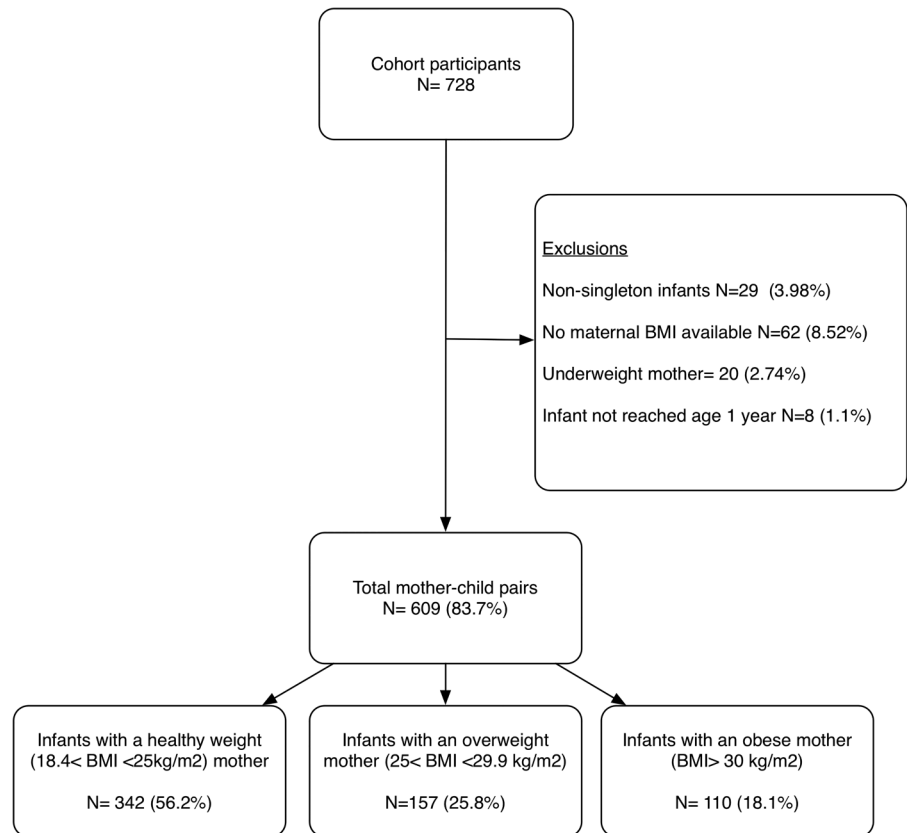 Cohort participants
N= 728
Exclusions
Non-singleton infants N=29  (3.98%)
No maternal BMI available N=62 (8.52%)
Underweight mother= 20 (2.74%)
Infant not reached age 1 year N=8 (1.1%)
Total mother-child pairs
N= 609 (83.7%)
Infants with a healthy weight
(18.4< BMI <25kg/m2) mother
N= 342 (56.2%)
Infants with an overweight
mother (25< BMI <29.9 kg/m2)
N=157 (25.8%)
Infants with an obese mother
(BMI> 30 kg/m2)
N= 110 (18.1%)